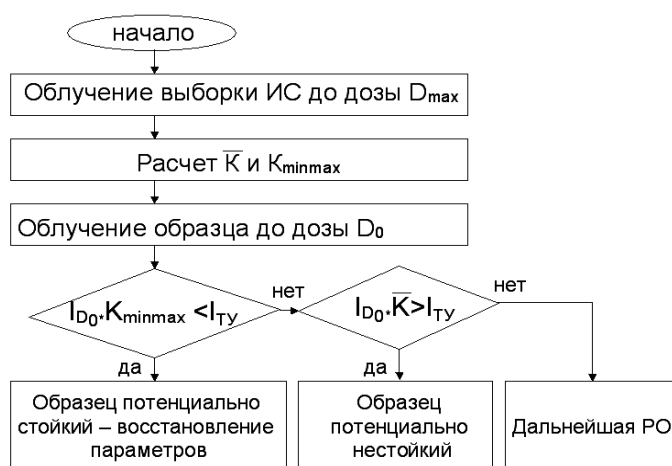 начало
Облучение выборки ИС до дозы Dmax
Расчет K̅ и Kminmax
Облучение образца до дозы D0
ID0*Kminmax <IТУ
нет
ID0*K̅>IТУ
нет
да
да
Образец потенциально
стойкий – восстановление
параметров
Образец
потенциально
нестойкий
Дальнейшая РО